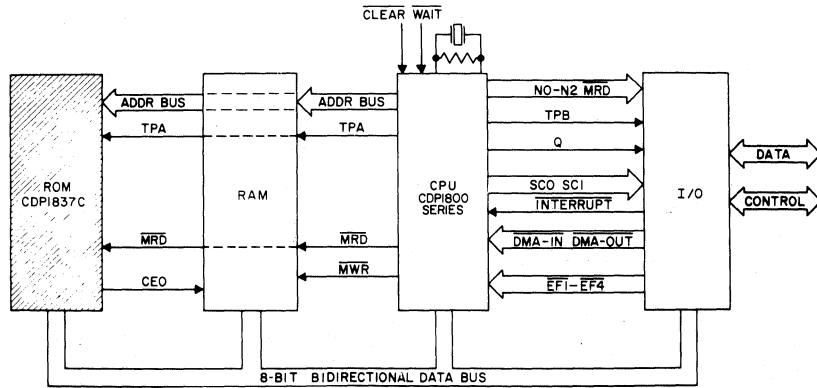 CLEAR WAIT
ADDR BUS
ADDR BUS
NO-N2 MRD
TPA
TPA
TPB
Q
ROM
CDP1837C
RAM
CPU
CDP1800
SERIES
SCO SCI
I/O
DATA
INTERRUPT
CONTROL
MRD
MRD
DMA-IN DMA-OUT
MWR
CEO
EF1-EF4
8-BIT BIDIRECTIONAL DATA BUS